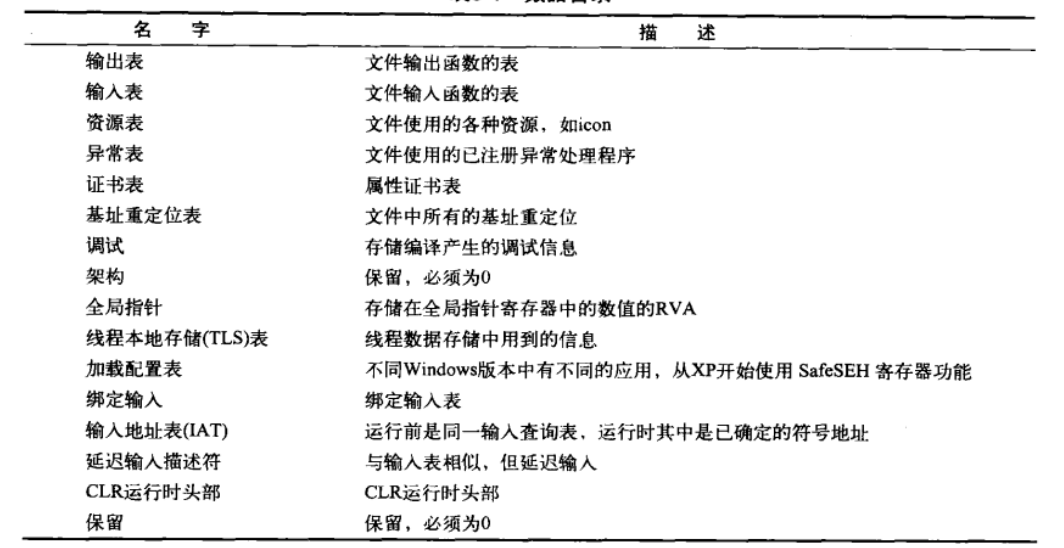 名 字 描 述
输出表 文件输出函数的表
输入表 文件输入函数的表
资源表 文件使用的各种资源，如icon
异常表 文件使用的已注册异常处理程序
证书表 属性证书表
基址重定位表 文件中所有的基址重定位
调试 存储编译产生的调试信息
架构 保留，必须为0
全局指针 存储在全局指针寄存器中的数值的RVA
线程本地存储(TLS)表 线程数据存储中用到的信息
加载配置表 不同Windows版本中有不同的应用，从XP开始使用 SafeSEH 寄存器功能
绑定输入 绑定输入表
输入地址表(IAT) 运行前是同一输入查询表，运行时其中是已确定的符号地址
延迟输入描述符 与输入表相似，但延迟输入
CLR运行时头部 CLR运行时头部
保留 保留，必须为0